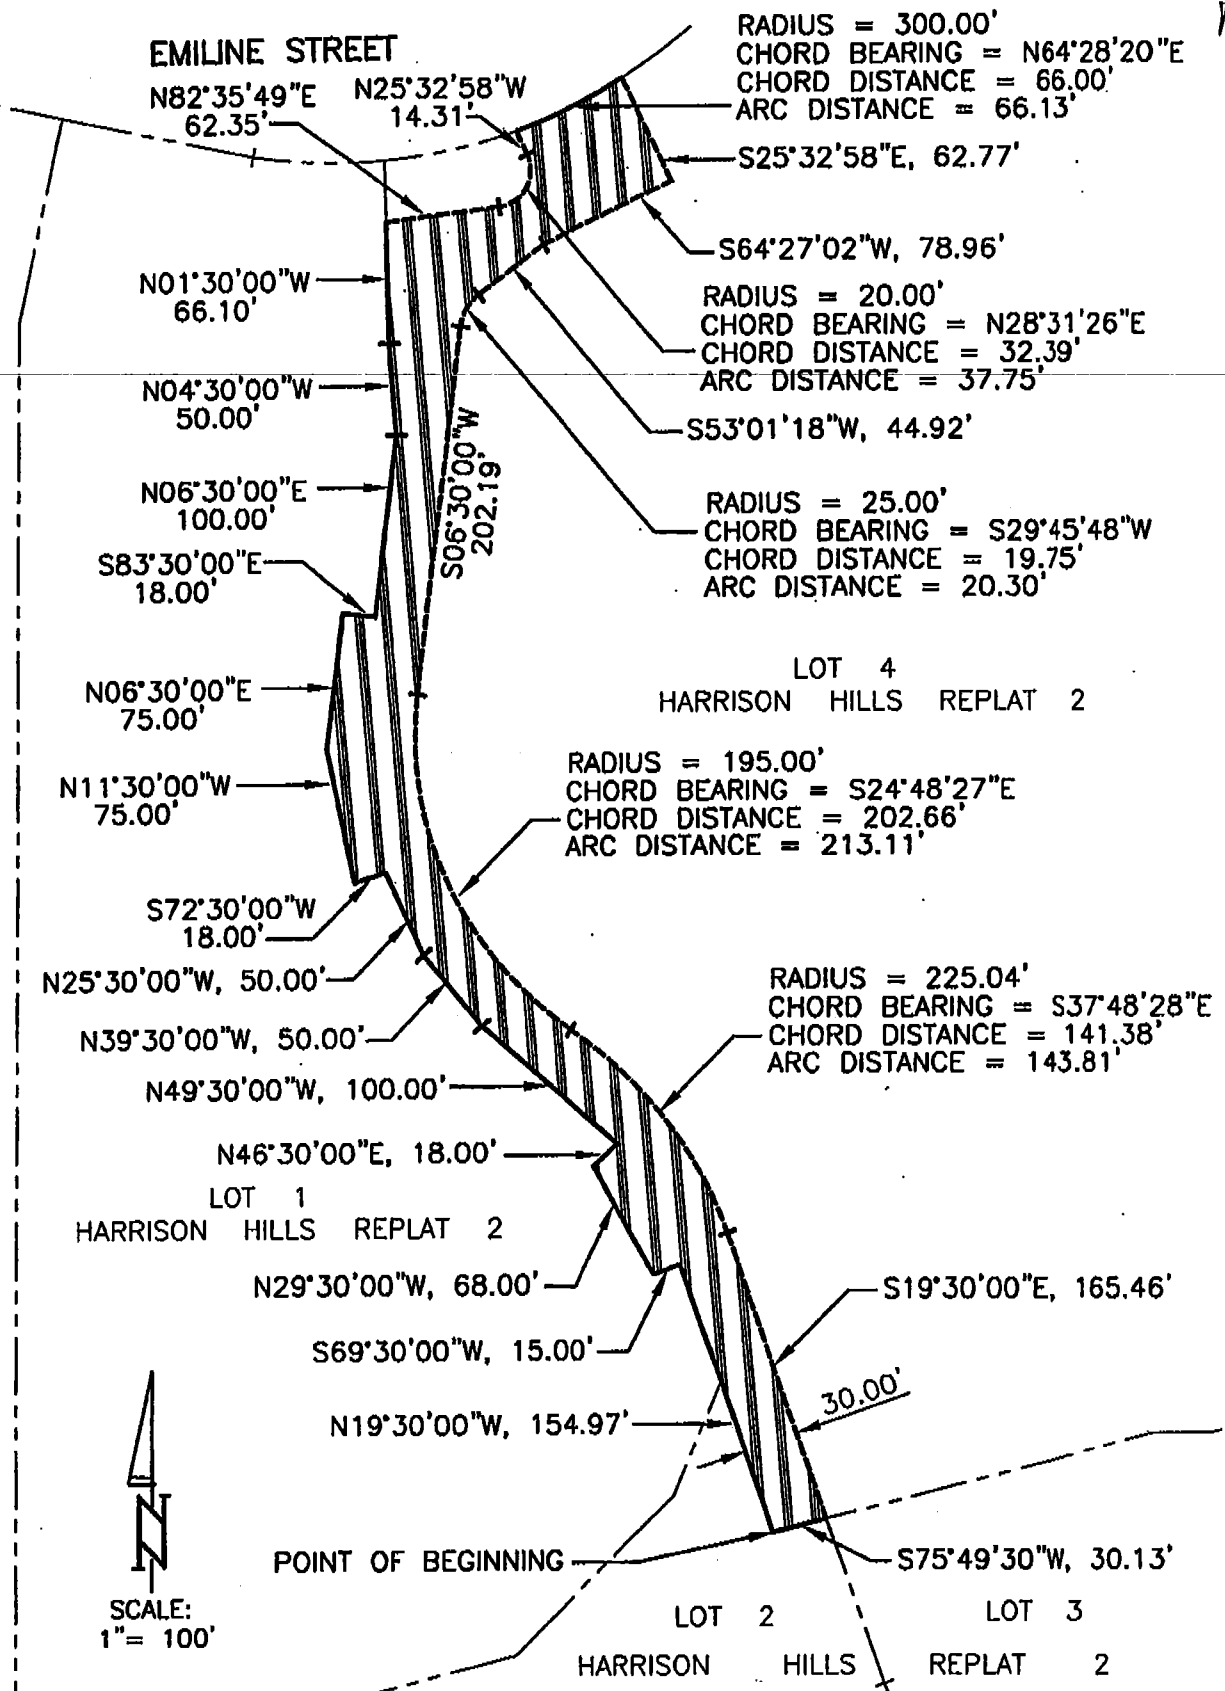 EMILINE STREET
N82°35'49"E
62.35'
N25°32'58"W
14.31'
RADIUS = 300.00'
CHORD BEARING = N64°28'20"E
CHORD DISTANCE = 66.00'
ARC DISTANCE = 66.13'
S25°32'58"E, 62.77'
S64°27'02"W, 78.96'
N01°30'00"W
66.10'
RADIUS = 20.00'
CHORD BEARING = N28°31'26"E
CHORD DISTANCE = 32.39'
ARC DISTANCE = 37.75'
N04°30'00"W
50.00'
S53°01'18"W, 44.92'
S06°30'00"W
202.19'
N06°30'00"E
100.00'
RADIUS = 25.00'
CHORD BEARING = S29°45'48"W
CHORD DISTANCE = 19.75'
ARC DISTANCE = 20.30'
S83°30'00"E
18.00'
LOT 4
HARRISON HILLS REPLAT 2
N06°30'00"E
75.00'
N11°30'00"W
75.00'
RADIUS = 195.00'
CHORD BEARING = S24°48'27"E
CHORD DISTANCE = 202.66'
ARC DISTANCE = 213.11'
S72°30'00"W
18.00'
N25°30'00"W, 50.00'
RADIUS = 225.04'
CHORD BEARING = S37°48'28"E
CHORD DISTANCE = 141.38'
ARC DISTANCE = 143.81'
N39°30'00"W, 50.00'
N49°30'00"W, 100.00'
N46°30'00"E, 18.00'
LOT 1
HARRISON HILLS REPLAT 2
N29°30'00"W, 68.00'
S19°30'00"E, 165.46'
S69°30'00"W, 15.00'
30.00'
N19°30'00"W, 154.97'
N
POINT OF BEGINNING
S75°49'30"W, 30.13'
SCALE:
1"= 100'
LOT 2
HARRISON HILLS REPLAT 2
LOT 3